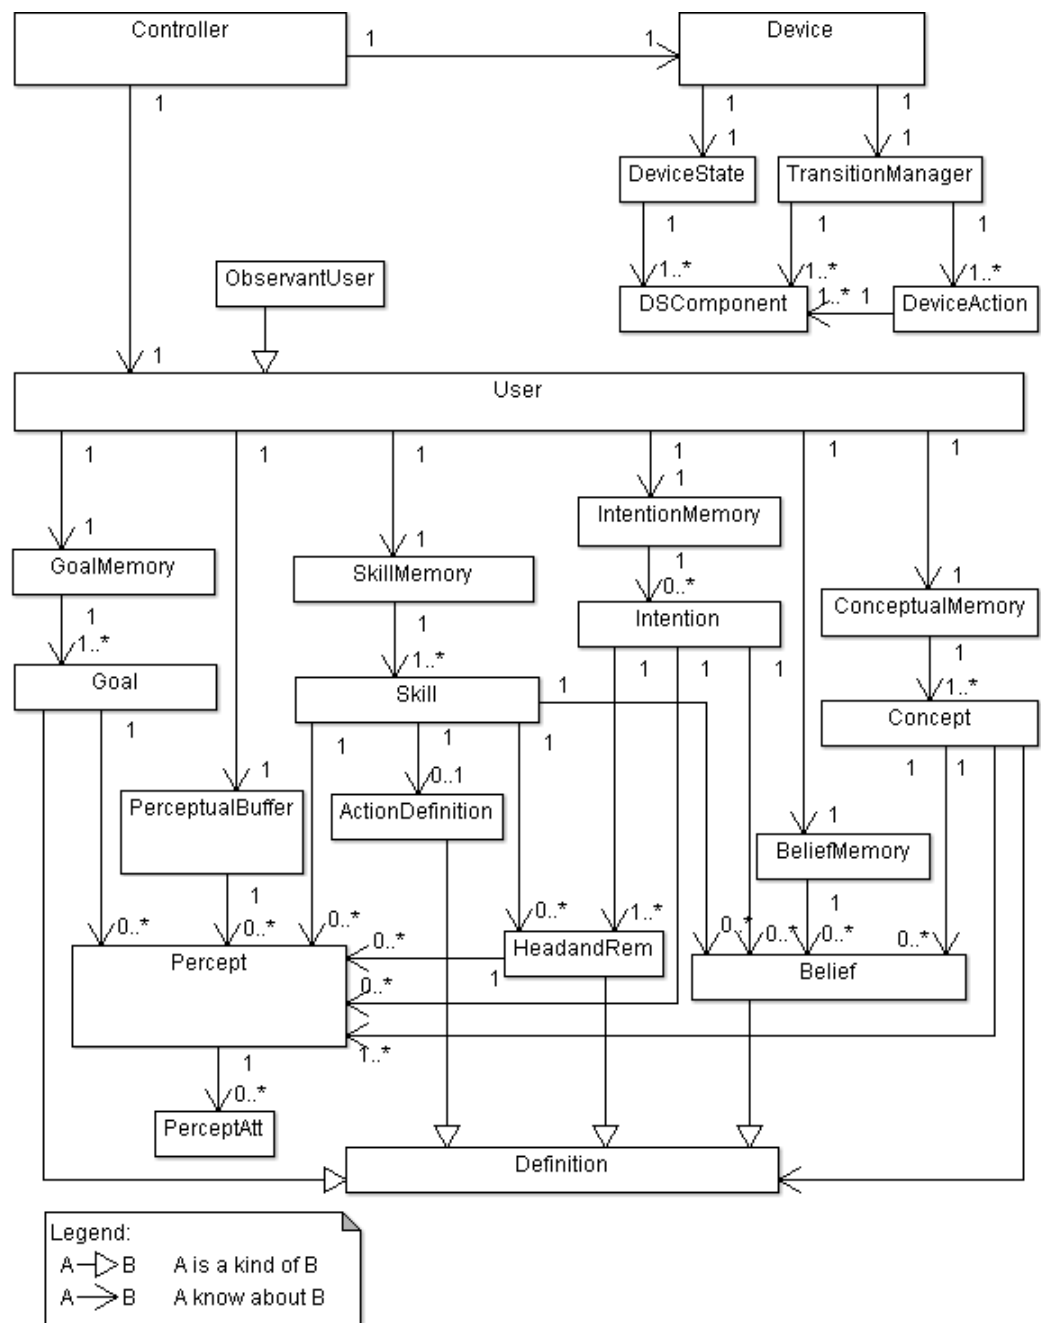 Controller
Device
1
1
1
1
1
1
1
DeviceState
TransitionManager
1
1
1
1..*
1..*
1..*
ObservantUser
DSComponent
1..*
1
DeviceAction
1
User
1
1
1
1
1
1
IntentionMemory
1
1
1
GoalMemory
SkillMemory
1
0..*
1
ConceptualMemory
1
1
Intention
1..*
1..*
1
1
1
1
1..*
Goal
Skill
1
Concept
1
1
1
1
1
1
PerceptualBuffer
1
0..1
ActionDefinition
1
BeliefMemory
1
1
0..*
0..*
0..*
0..*
1..*
0..*
0..*
0..*
0..*
Percept
0..*
HeadandRem
Belief
0..*
1
1
1..*
0..*
PerceptAtt
Definition
Legend:
A B A is a kind of B
A B A know about B